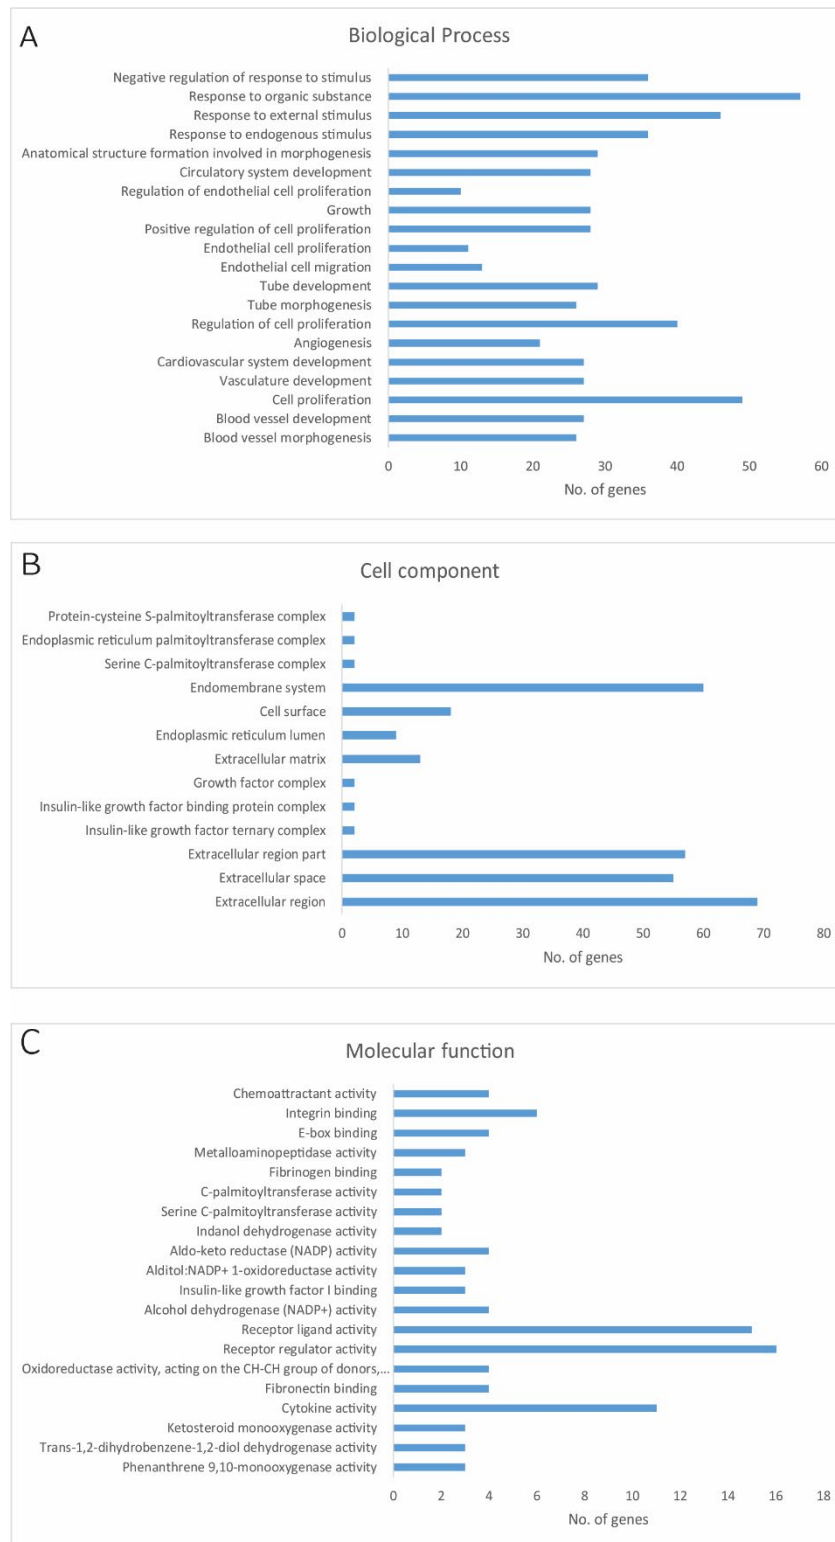 A
Biological Process
Negative regulation of response to stimulus
Response to organic substance
Response to external stimulus
Response to endogenous stimulus
Anatomical structure formation involved in morphogenesis
Circulatory system development
Regulation of endothelial cell proliferation
Growth
Positive regulation of cell proliferation
Endothelial cell proliferation
Endothelial cell migration
Tube development
Tube morphogenesis
Regulation of cell proliferation
Angiogenesis
Cardiovascular system development
Vasculature development
Cell proliferation
Blood vessel development
Blood vessel morphogenesis
0 10 20 30 40 50 60
No. of genes
B
Cell component
Protein-cysteine S-palmitoyltransferase complex
Endoplasmic reticulum palmitoyltransferase complex
Serine C-palmitoyltransferase complex
Endomembrane system
Cell surface
Endoplasmic reticulum lumen
Extracellular matrix
Growth factor complex
Insulin-like growth factor binding protein complex
Insulin-like growth factor ternary complex
Extracellular region part
Extracellular space
Extracellular region
0 10 20 30 40 50 60 70 80
No. of genes
C
Molecular function
Chemoattractant activity
Integrin binding
E-box binding
Metalloaminopeptidase activity
Fibrinogen binding
C-palmitoyltransferase activity
Serine C-palmitoyltransferase activity
Indanol dehydrogenase activity
Aldo-keto reductase (NADP) activity
Alditol:NADP+ 1-oxidoreductase activity
Insulin-like growth factor I binding
Alcohol dehydrogenase (NADP+) activity
Receptor ligand activity
Receptor regulator activity
Oxidoreductase activity, acting on the CH-CH group of donors,...
Fibronectin binding
Cytokine activity
Ketosteroid monooxygenase activity
Trans-1,2-dihydrobenzene-1,2-diol dehydrogenase activity
Phenanthrene 9,10-monooxygenase activity
0 2 4 6 8 10 12 14 16 18
No. of genes